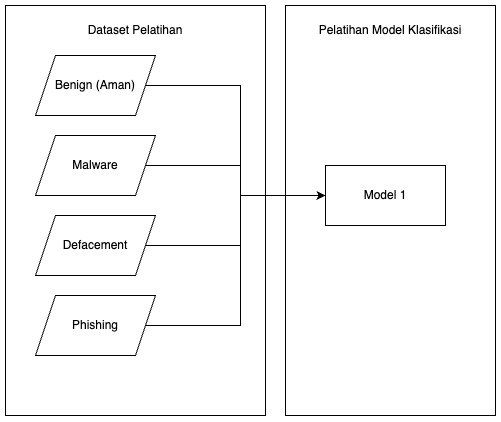 Dataset Pelatihan
Pelatihan Model Klasifikasi
Benign (Aman)
Malware
Defacement
Phishing
Model 1